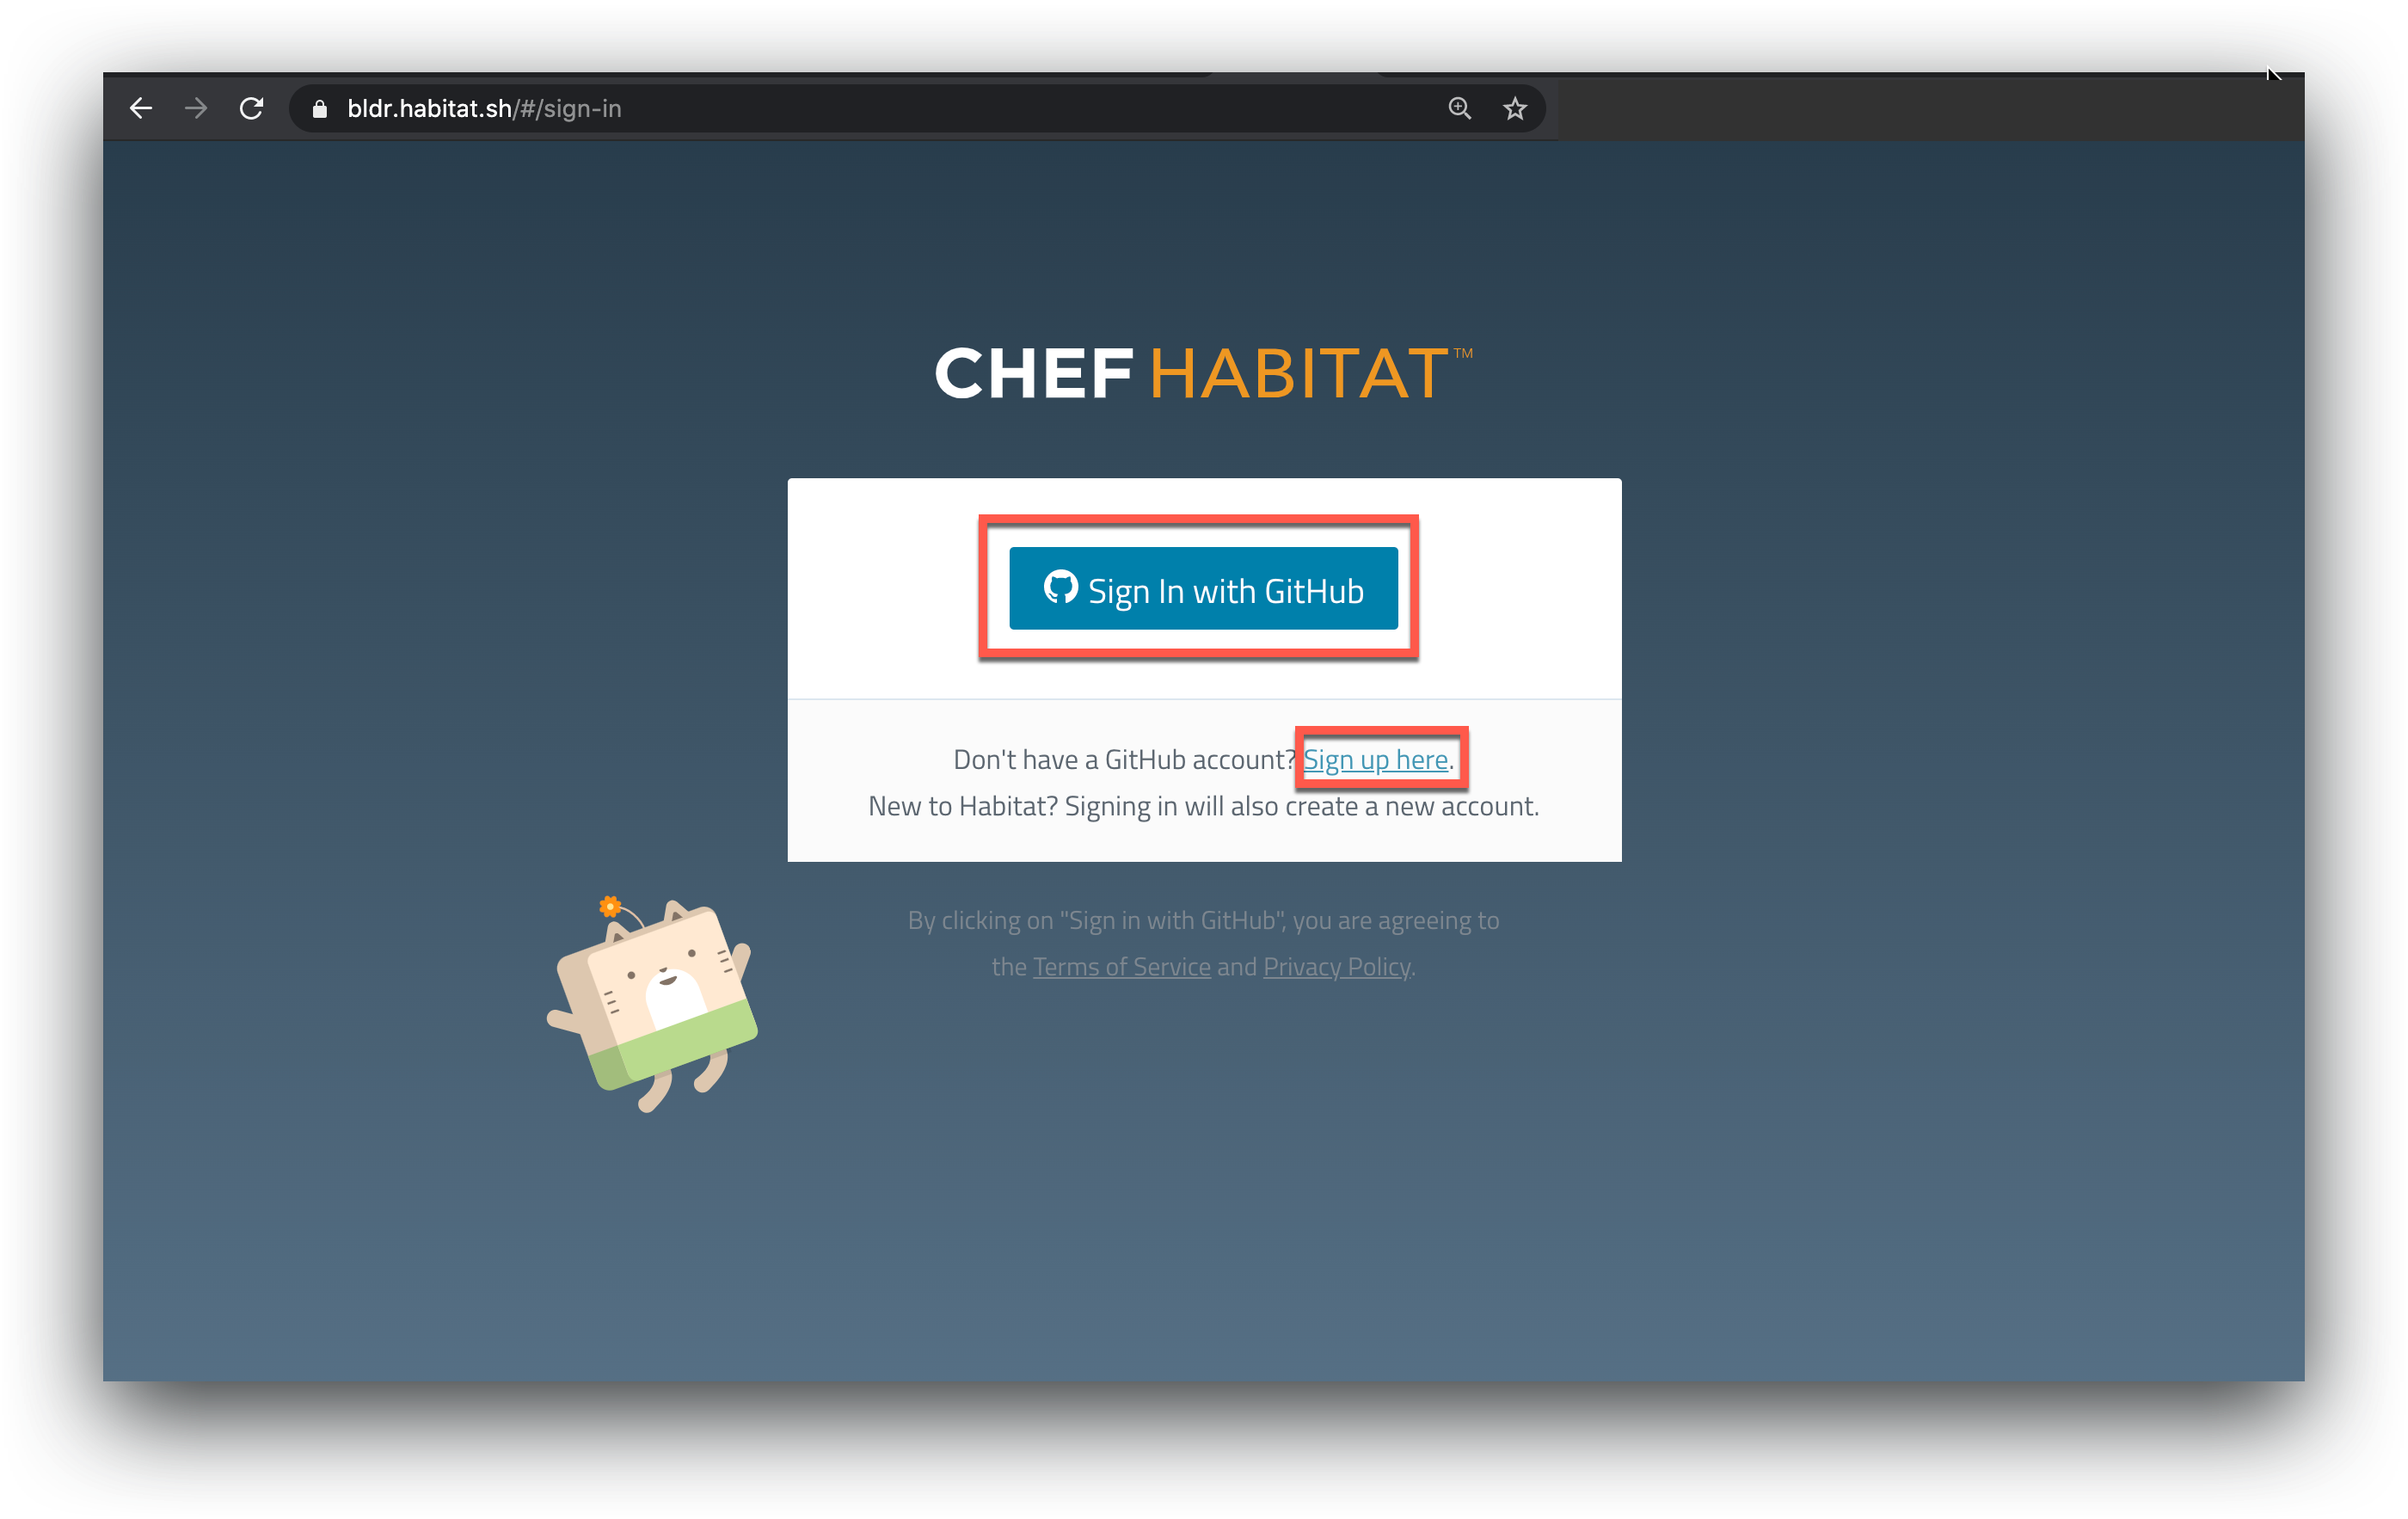 bldr.habitat.sh/#/sign-in
CHEF HABITAT™
Sign In with GitHub
Don't have a GitHub account? Sign up here.
New to Habitat? Signing in will also create a new account.
By clicking on "Sign in with GitHub", you are agreeing to
the Terms of Service and Privacy Policy.